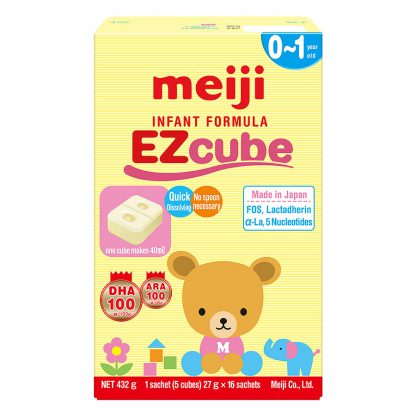 0~1 year old
meiji
INFANT FORMULA
EZcube
Quick Dissolving
No spoon necessary
Made in Japan
FOS, Lactadherin
α-La, 5 Nucleotides
one cube makes 40ml
DHA
100
ARA
100
M
NET 432 g
1 sachet (5 cubes) 27 g × 16 sachets
Meiji Co., Ltd.